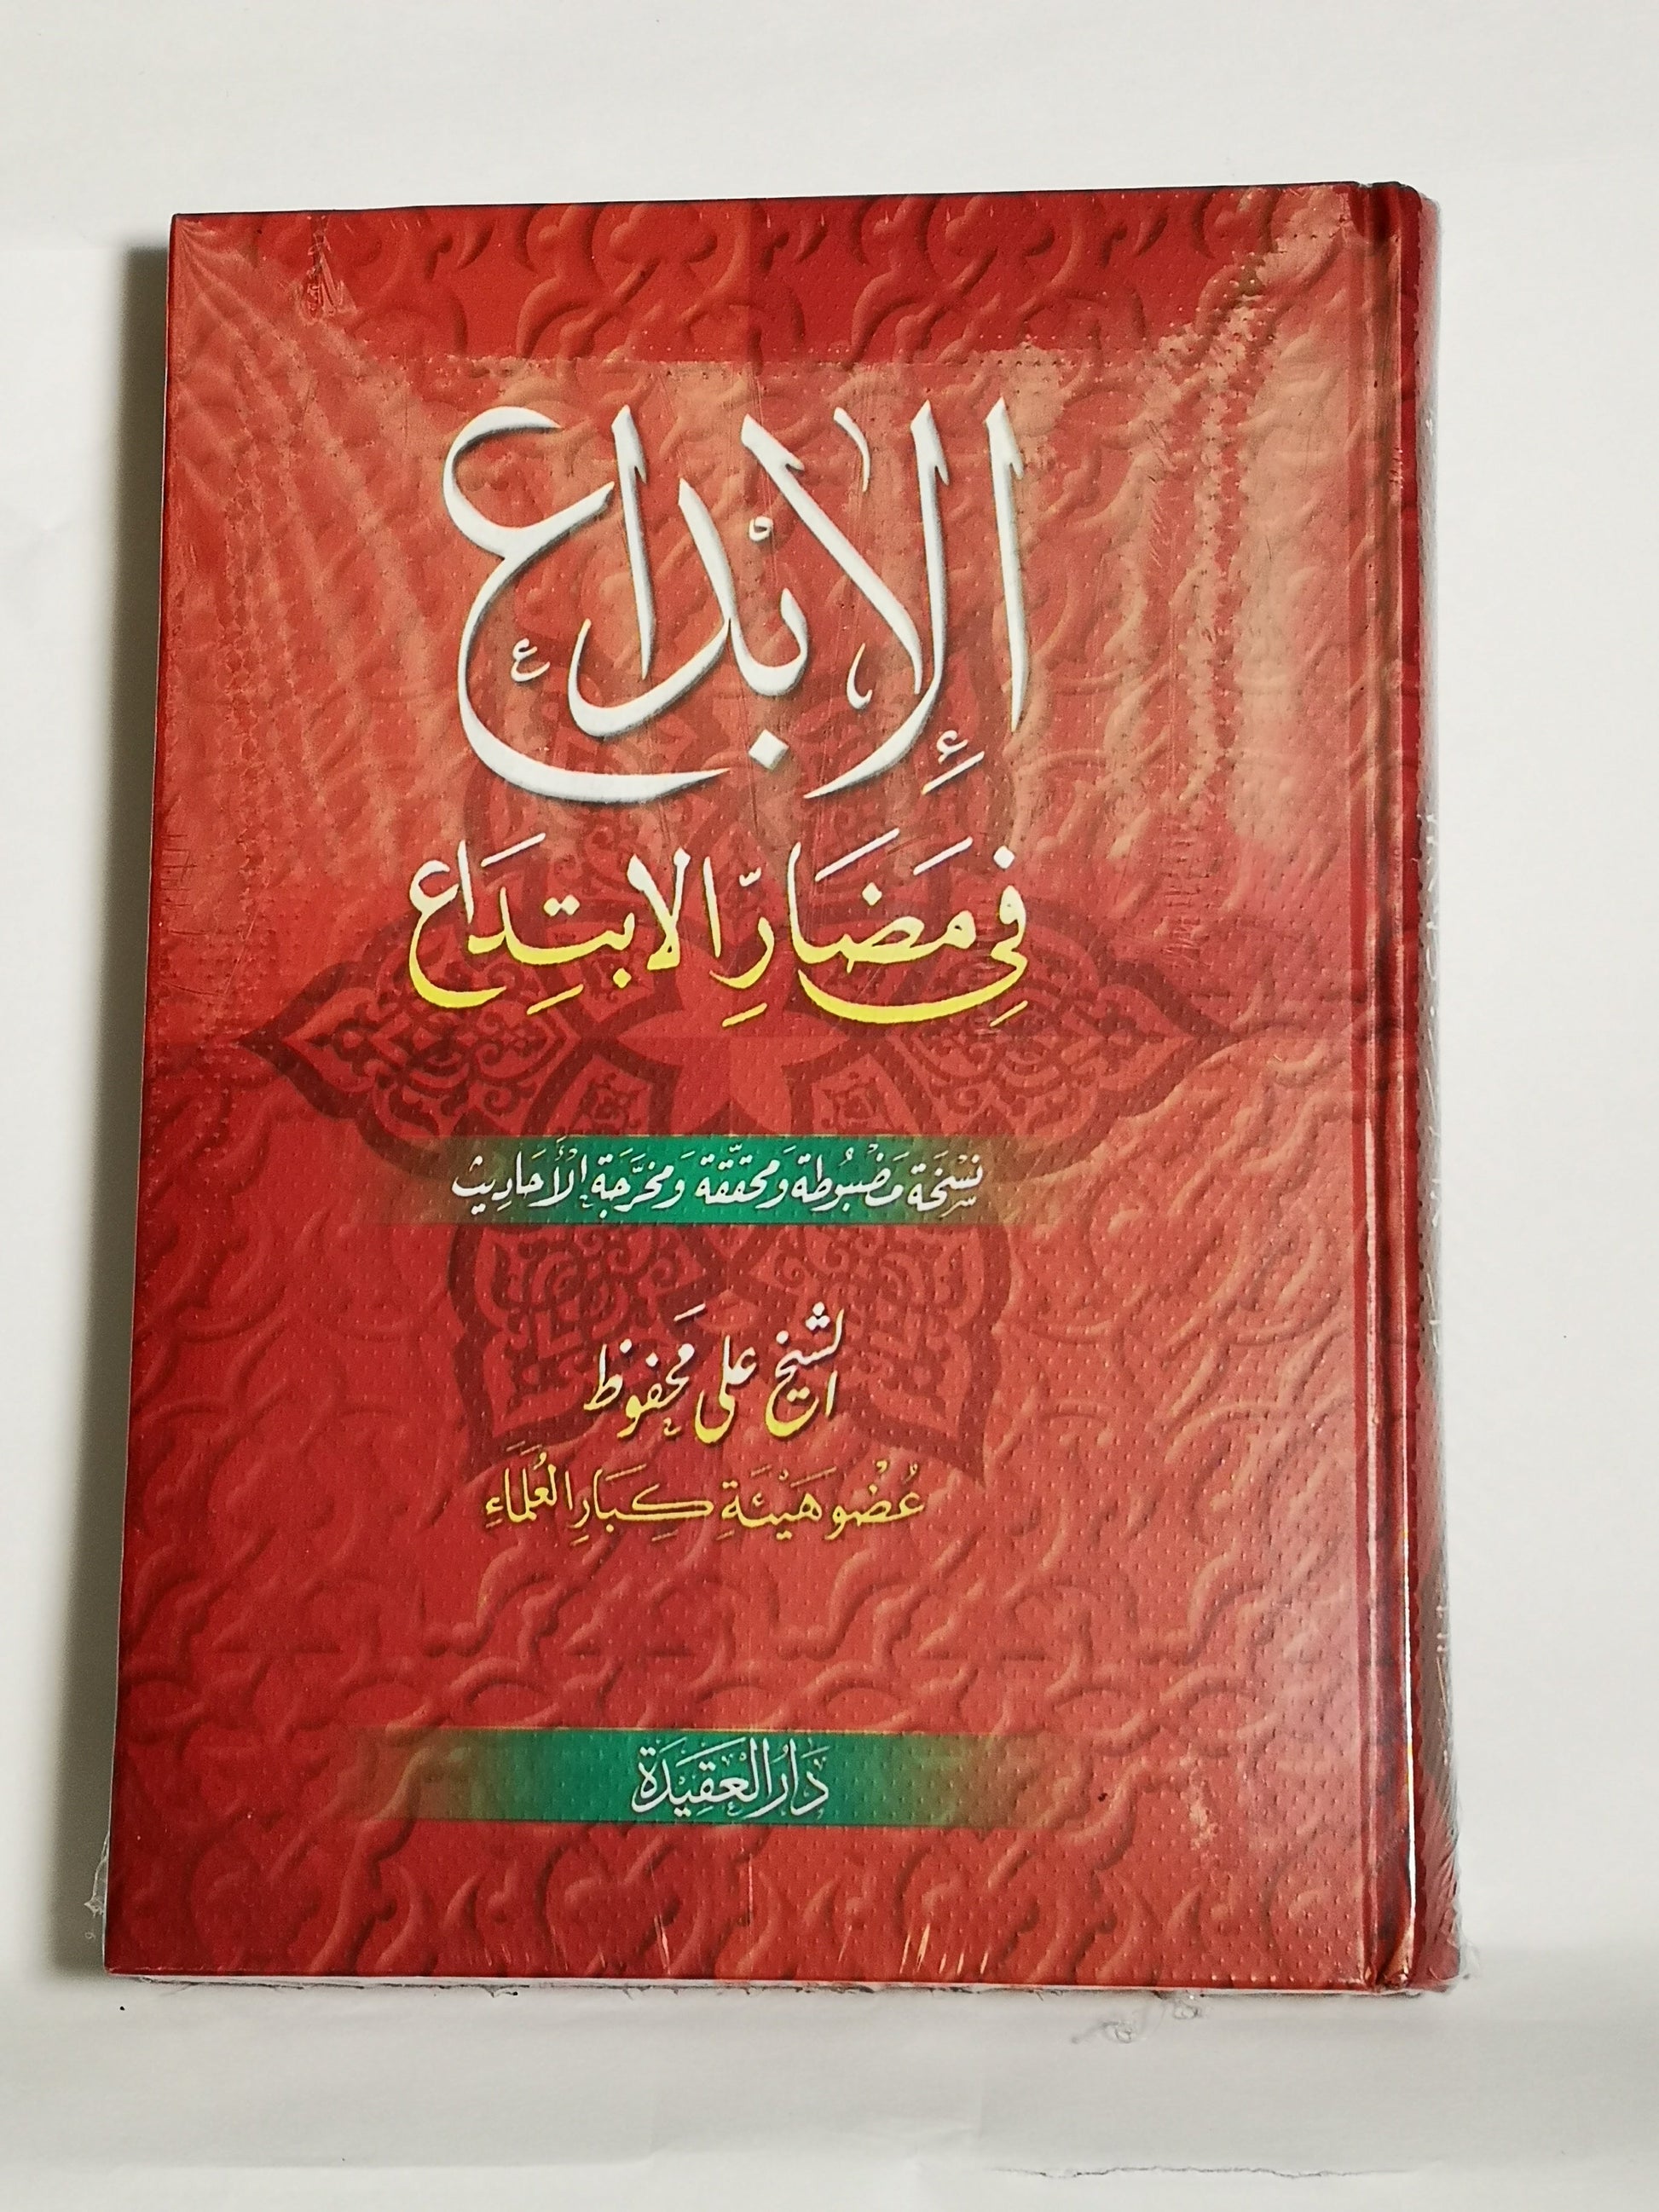 الإبداع
في مضار الابتداع
نسخة مضبوطة ومحققة ومخرجة الأحاديث
الشيخ علي محفوظ
عضو هيئة كبار العلماء
دار العقيدة